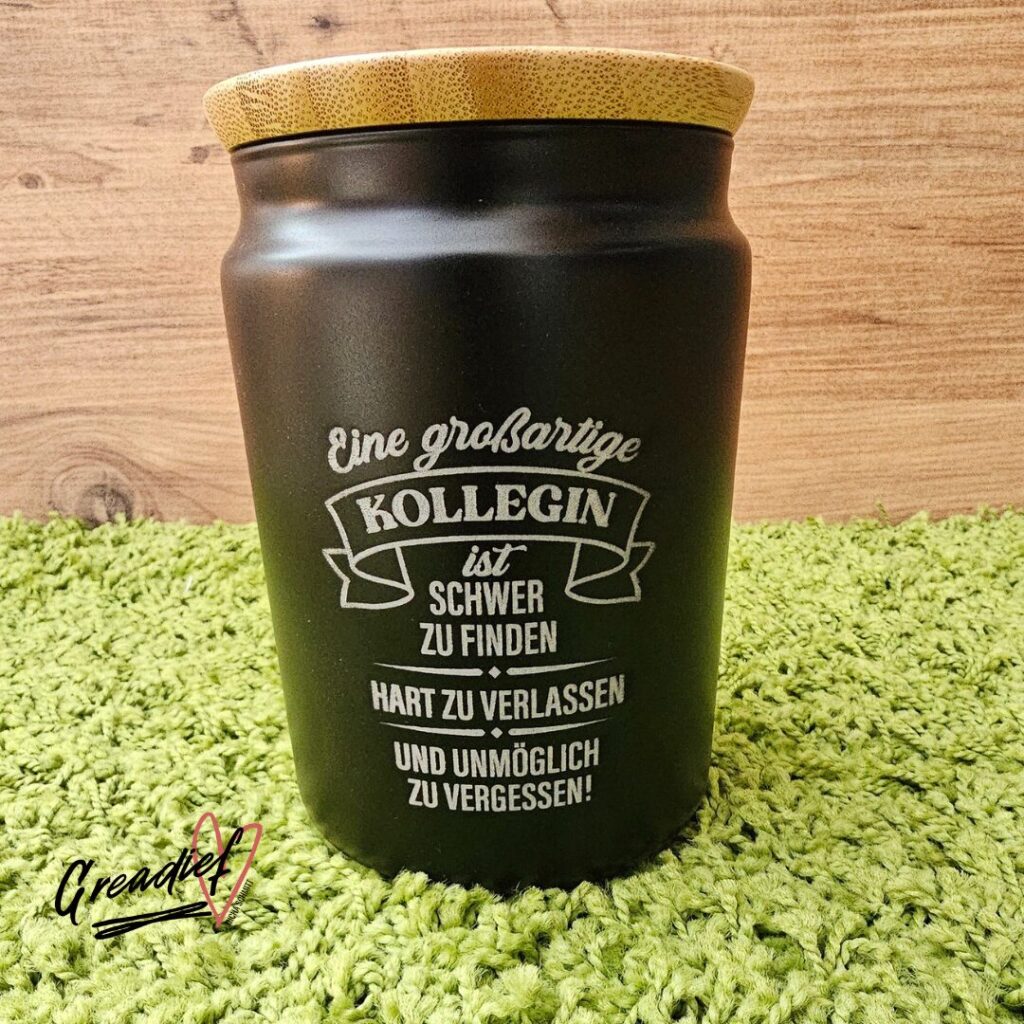 Eine großartige
KOLLEGIN
ist
SCHWER
ZU FINDEN
HART ZU VERLASSEN
UND UNMÖGLICH
ZU VERGESSEN!
Greadief